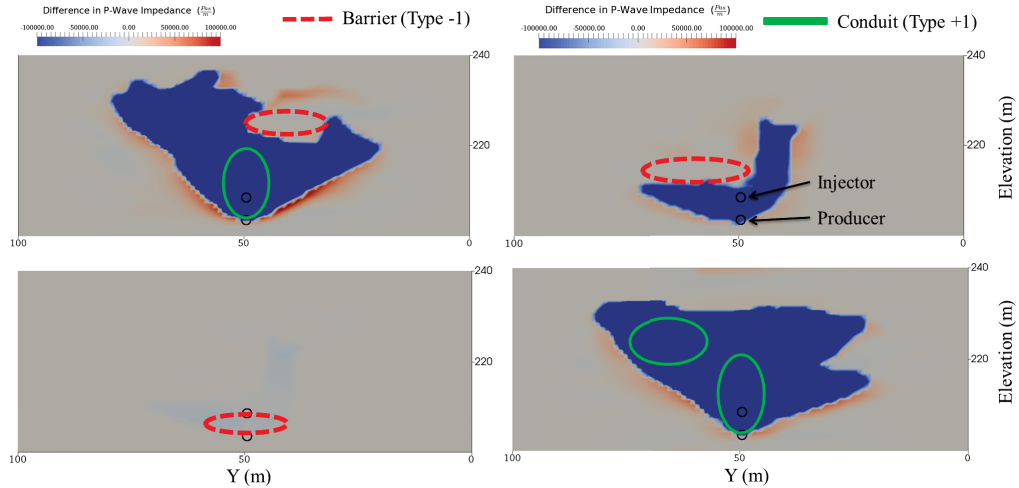 Difference in P-Wave Impedance (Pas/m)
-100000.00 -50000.00 0.00 50000.00 100000.00
Barrier (Type -1)
Difference in P-Wave Impedance (Pas/m)
-100000.00 -50000.00 0.00 50000.00 100000.00
Conduit (Type +1)
240
220
100 50 0
240
220
Injector
Producer
100 50 0
Elevation (m)
240
220
100 50 0
Y (m)
240
220
100 50 0
Y (m)
Elevation (m)